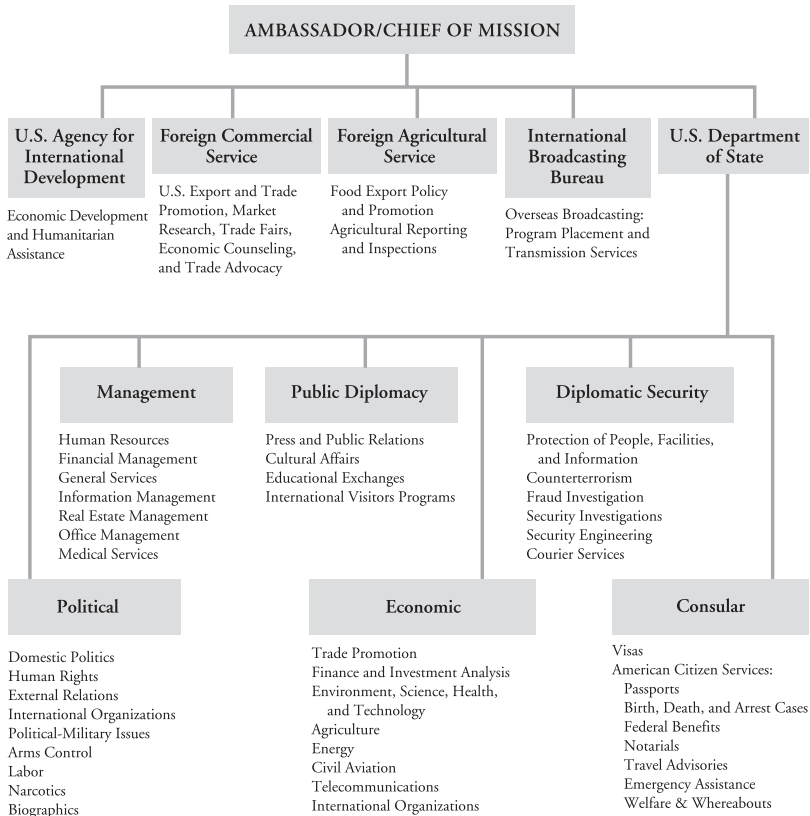 AMBASSADOR/CHIEF OF MISSION
U.S. Agency for
International
Development
Economic Development
and Humanitarian
Assistance
Foreign Commercial
Service
U.S. Export and Trade
Promotion, Market
Research, Trade Fairs,
Economic Counseling,
and Trade Advocacy
Foreign Agricultural
Service
Food Export Policy
and Promotion
Agricultural Reporting
and Inspections
International
Broadcasting
Bureau
Overseas Broadcasting:
Program Placement and
Transmission Services
U.S. Department
of State
Management
Human Resources
Financial Management
General Services
Information Management
Real Estate Management
Office Management
Medical Services
Public Diplomacy
Press and Public Relations
Cultural Affairs
Educational Exchanges
International Visitors Programs
Diplomatic Security
Protection of People, Facilities,
and Information
Counterterrorism
Fraud Investigation
Security Investigations
Security Engineering
Courier Services
Political
Domestic Politics
Human Rights
External Relations
International Organizations
Political-Military Issues
Arms Control
Labor
Narcotics
Biographics
Economic
Trade Promotion
Finance and Investment Analysis
Environment, Science, Health,
and Technology
Agriculture
Energy
Civil Aviation
Telecommunications
International Organizations
Consular
Visas
American Citizen Services:
Passports
Birth, Death, and Arrest Cases
Federal Benefits
Notarials
Travel Advisories
Emergency Assistance
Welfare & Whereabouts